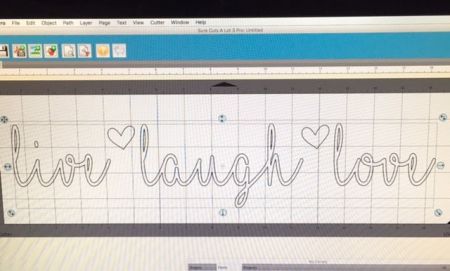 File Edit Object Path Layer Page Text View Cutter Window Help
Sure Cuts A Lot 3 Pro: Untitled
live laugh love